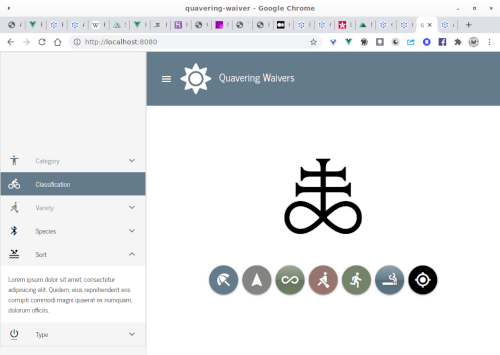 quavering-waiver - Google Chrome
http://localhost:8080
Quavering Waivers
Category
Classification
Variety
Species
Sort
Lorem ipsum dolor sit amet, consectetur
adipisicing elit. Quidem, eius reprehenderit eos
corrupti commodi magni quaerat ex numquam,
dolorum officiis.
Type